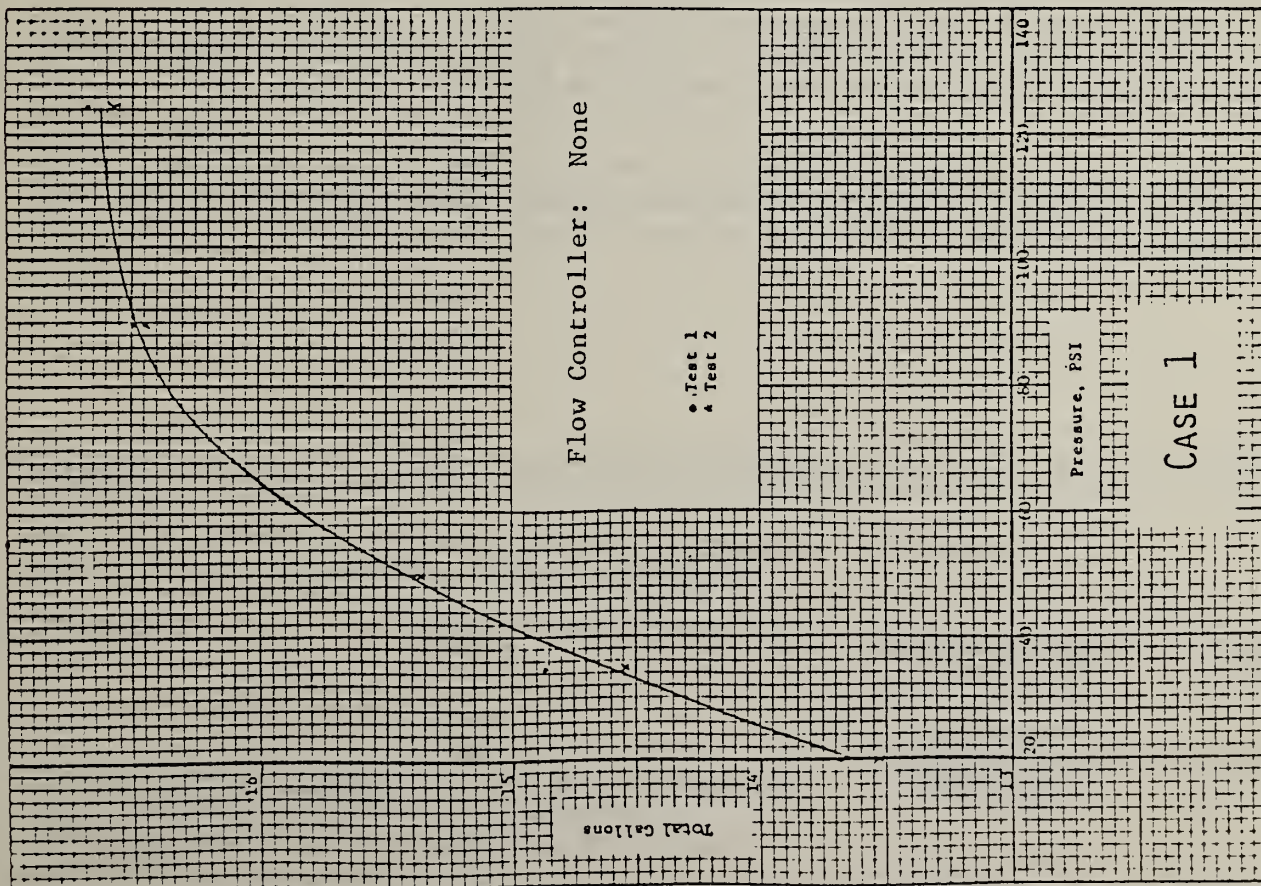 Flow Controller: None
• Test 1
▲ Test 2
Total Gallons
16
15
14
13
20
40
60
80
100
120
140
Pressure, PSI
CASE 1